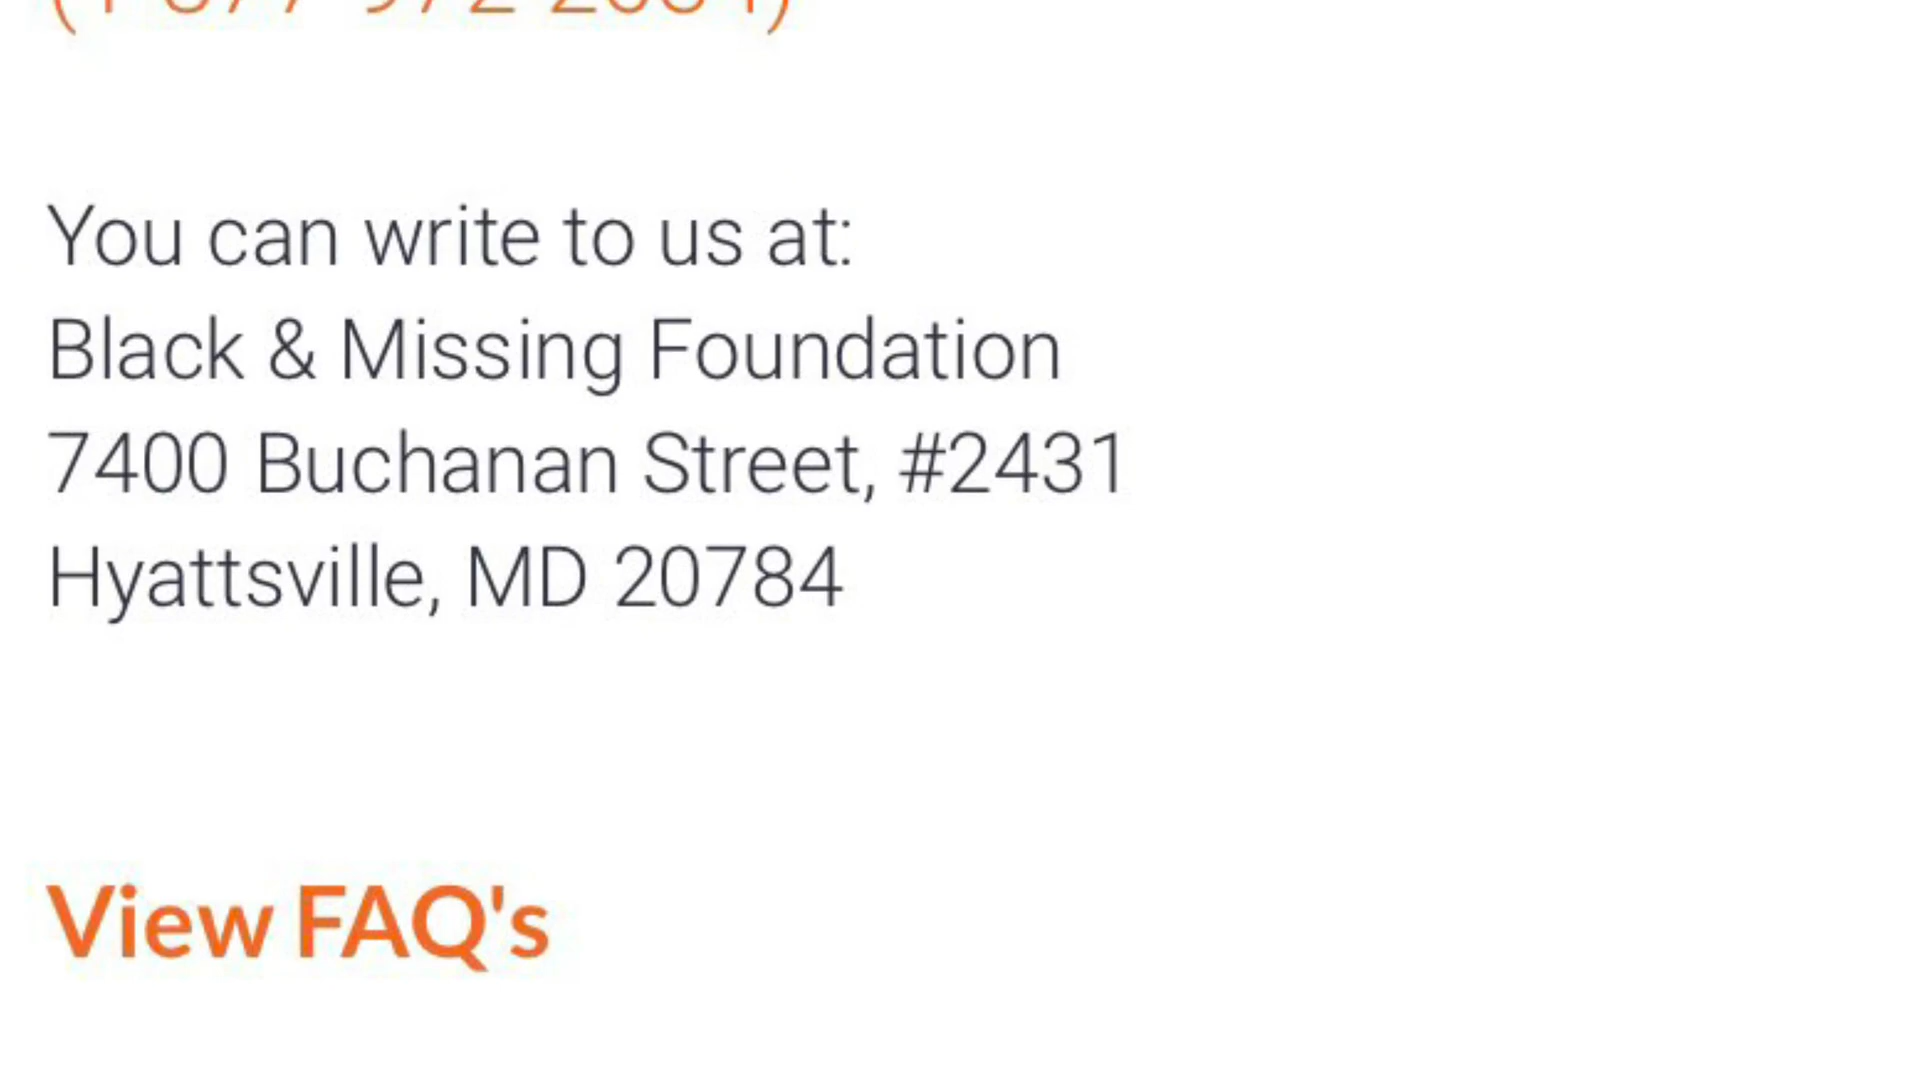 You can write to us at:
Black & Missing Foundation
7400 Buchanan Street, #2431
Hyattsville, MD 20784
View FAQ's